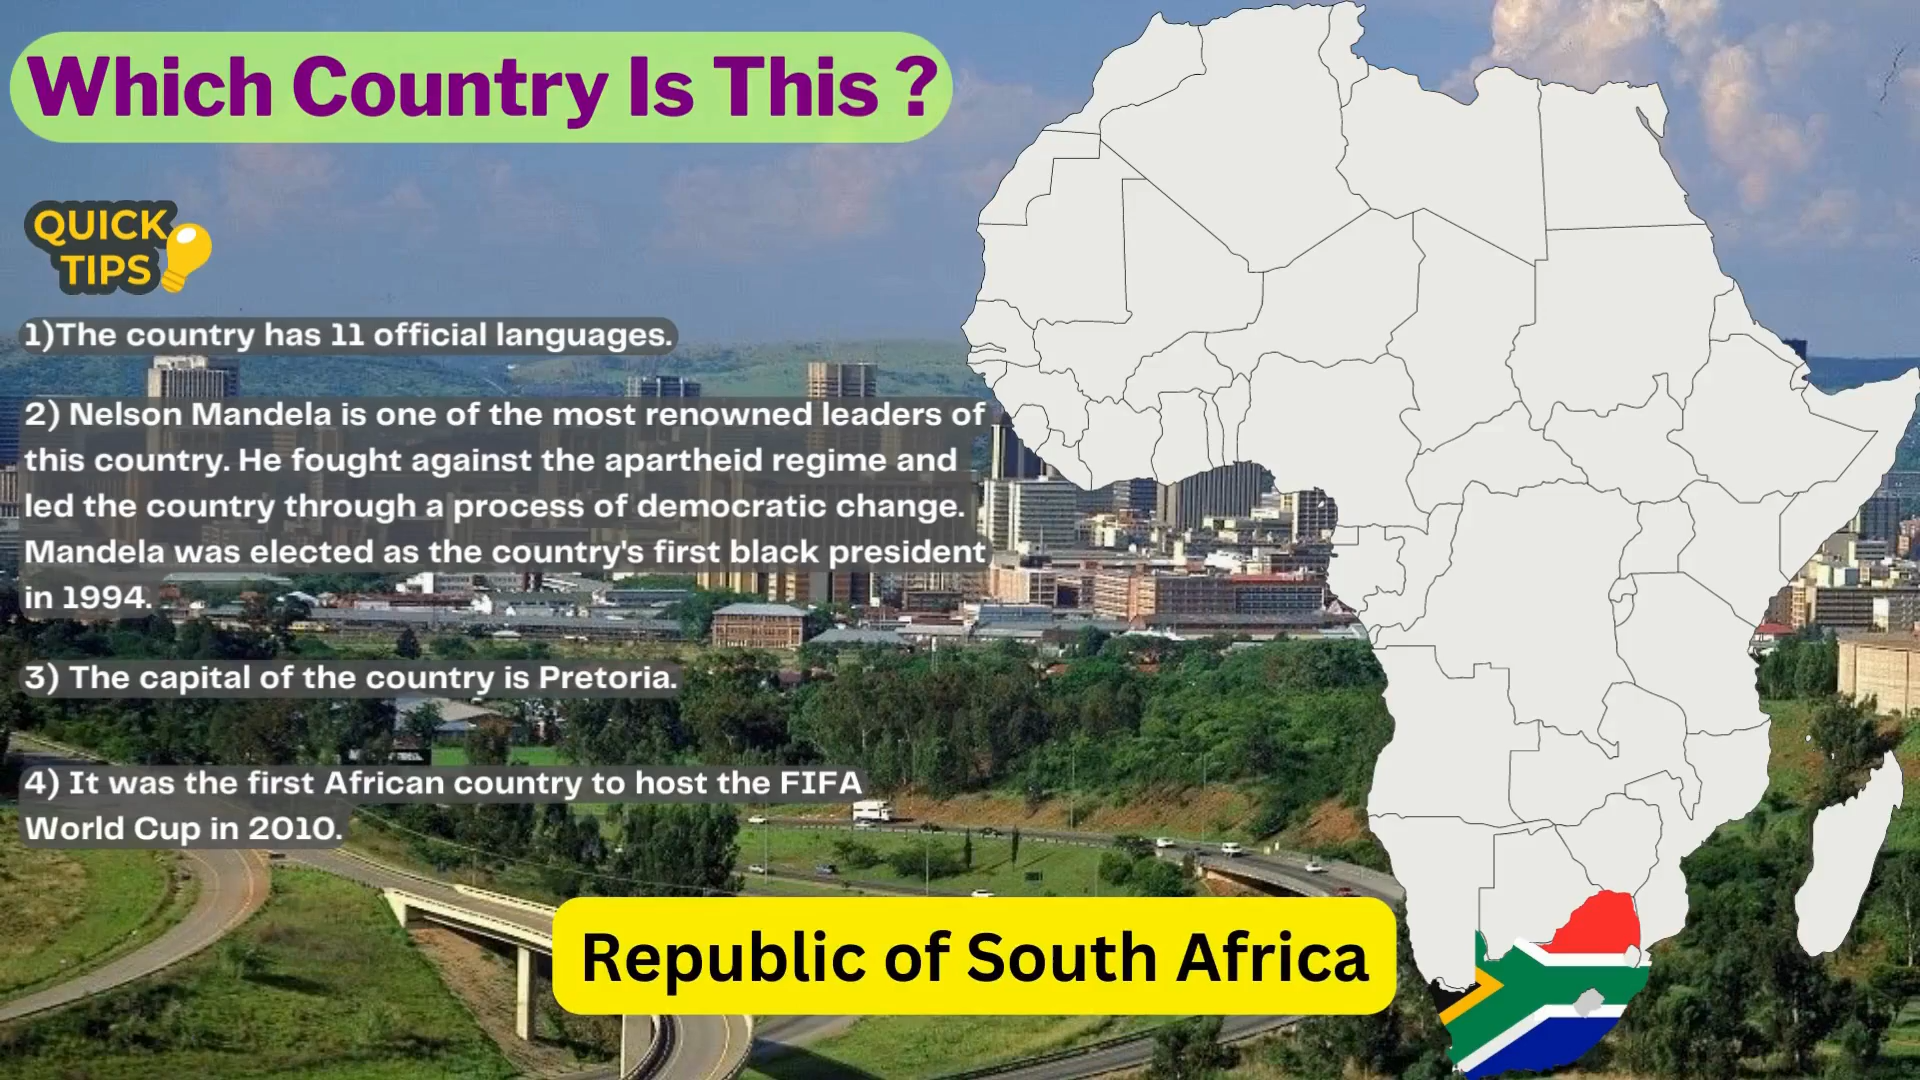 Which Country Is This ?
QUICK
TIPS
1)The country has 11 official languages.
2) Nelson Mandela is one of the most renowned leaders of
this country. He fought against the apartheid regime and
led the country through a process of democratic change.
Mandela was elected as the country's first black president
in 1994.
3) The capital of the country is Pretoria.
4) It was the first African country to host the FIFA
World Cup in 2010.
Republic of South Africa